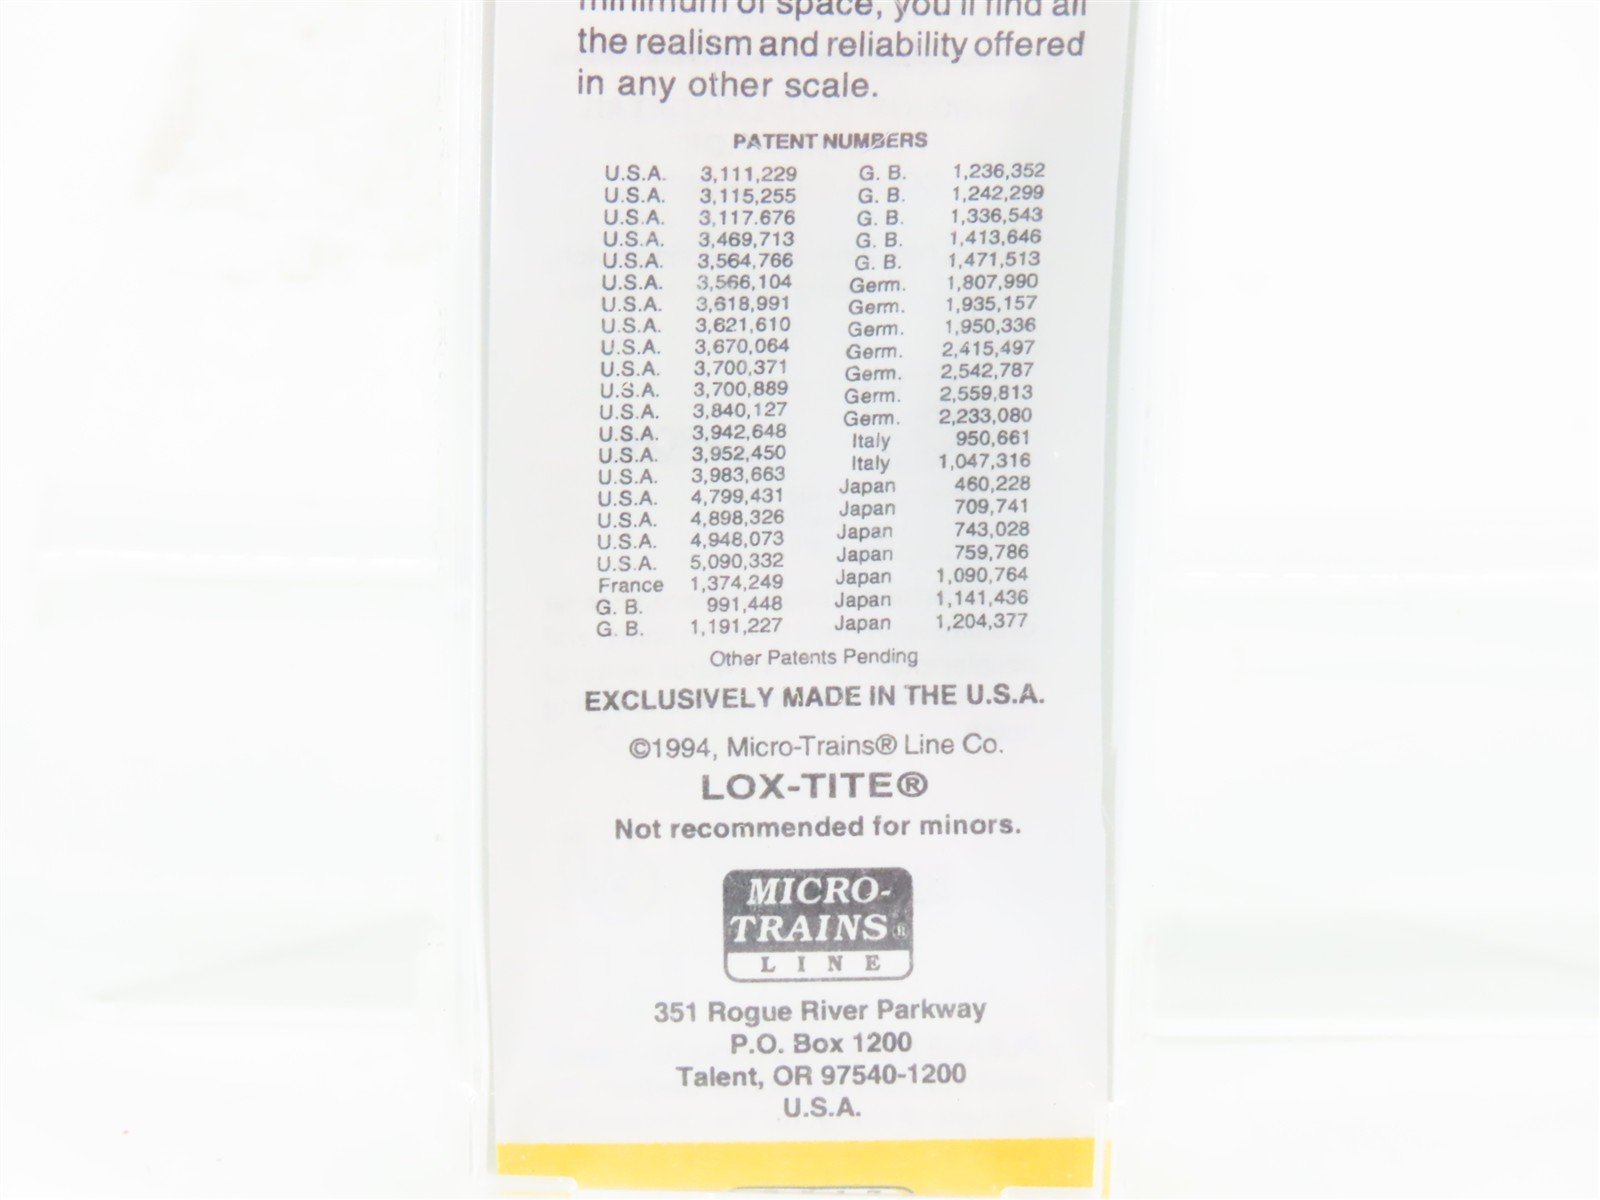 minimum of space, you'll find all
the realism and reliability offered
in any other scale.
PATENT NUMBERS
U.S.A. 3,111,229 G. B. 1,236,352
U.S.A. 3,115,255 G. B. 1,242,299
U.S.A. 3,117.676 G. B. 1,336,543
U.S.A. 3,469,713 G. B. 1,413,646
U.S.A. 3,564,766 G. B. 1,471,513
U.S.A. 3,566,104 Germ. 1,807,990
U.S.A. 3,618,991 Germ. 1,935,157
U.S.A. 3,621,610 Germ. 1,950,336
U.S.A. 3,670,064 Germ. 2,415,497
U.S.A. 3,700,371 Germ. 2,542,787
U.S.A. 3,700,889 Germ. 2,559,813
U.S.A. 3,840,127 Germ. 2,233,080
U.S.A. 3,942,648 Italy 950,661
U.S.A. 3,952,450 Italy 1,047,316
U.S.A. 3,983,663 Japan 460,228
U.S.A. 4,799,431 Japan 709,741
U.S.A. 4,898,326 Japan 743,028
U.S.A. 4,948,073 Japan 759,786
U.S.A. 5,090,332 Japan 1,090,764
France 1,374,249 Japan 1,141,436
G. B. 991,448 Japan 1,204,377
G. B. 1,191,227
Other Patents Pending
EXCLUSIVELY MADE IN THE U.S.A.
©1994, Micro-Trains® Line Co.
LOX-TITE®
Not recommended for minors.
MICRO-
TRAINS®
LINE
351 Rogue River Parkway
P.O. Box 1200
Talent, OR 97540-1200
U.S.A.